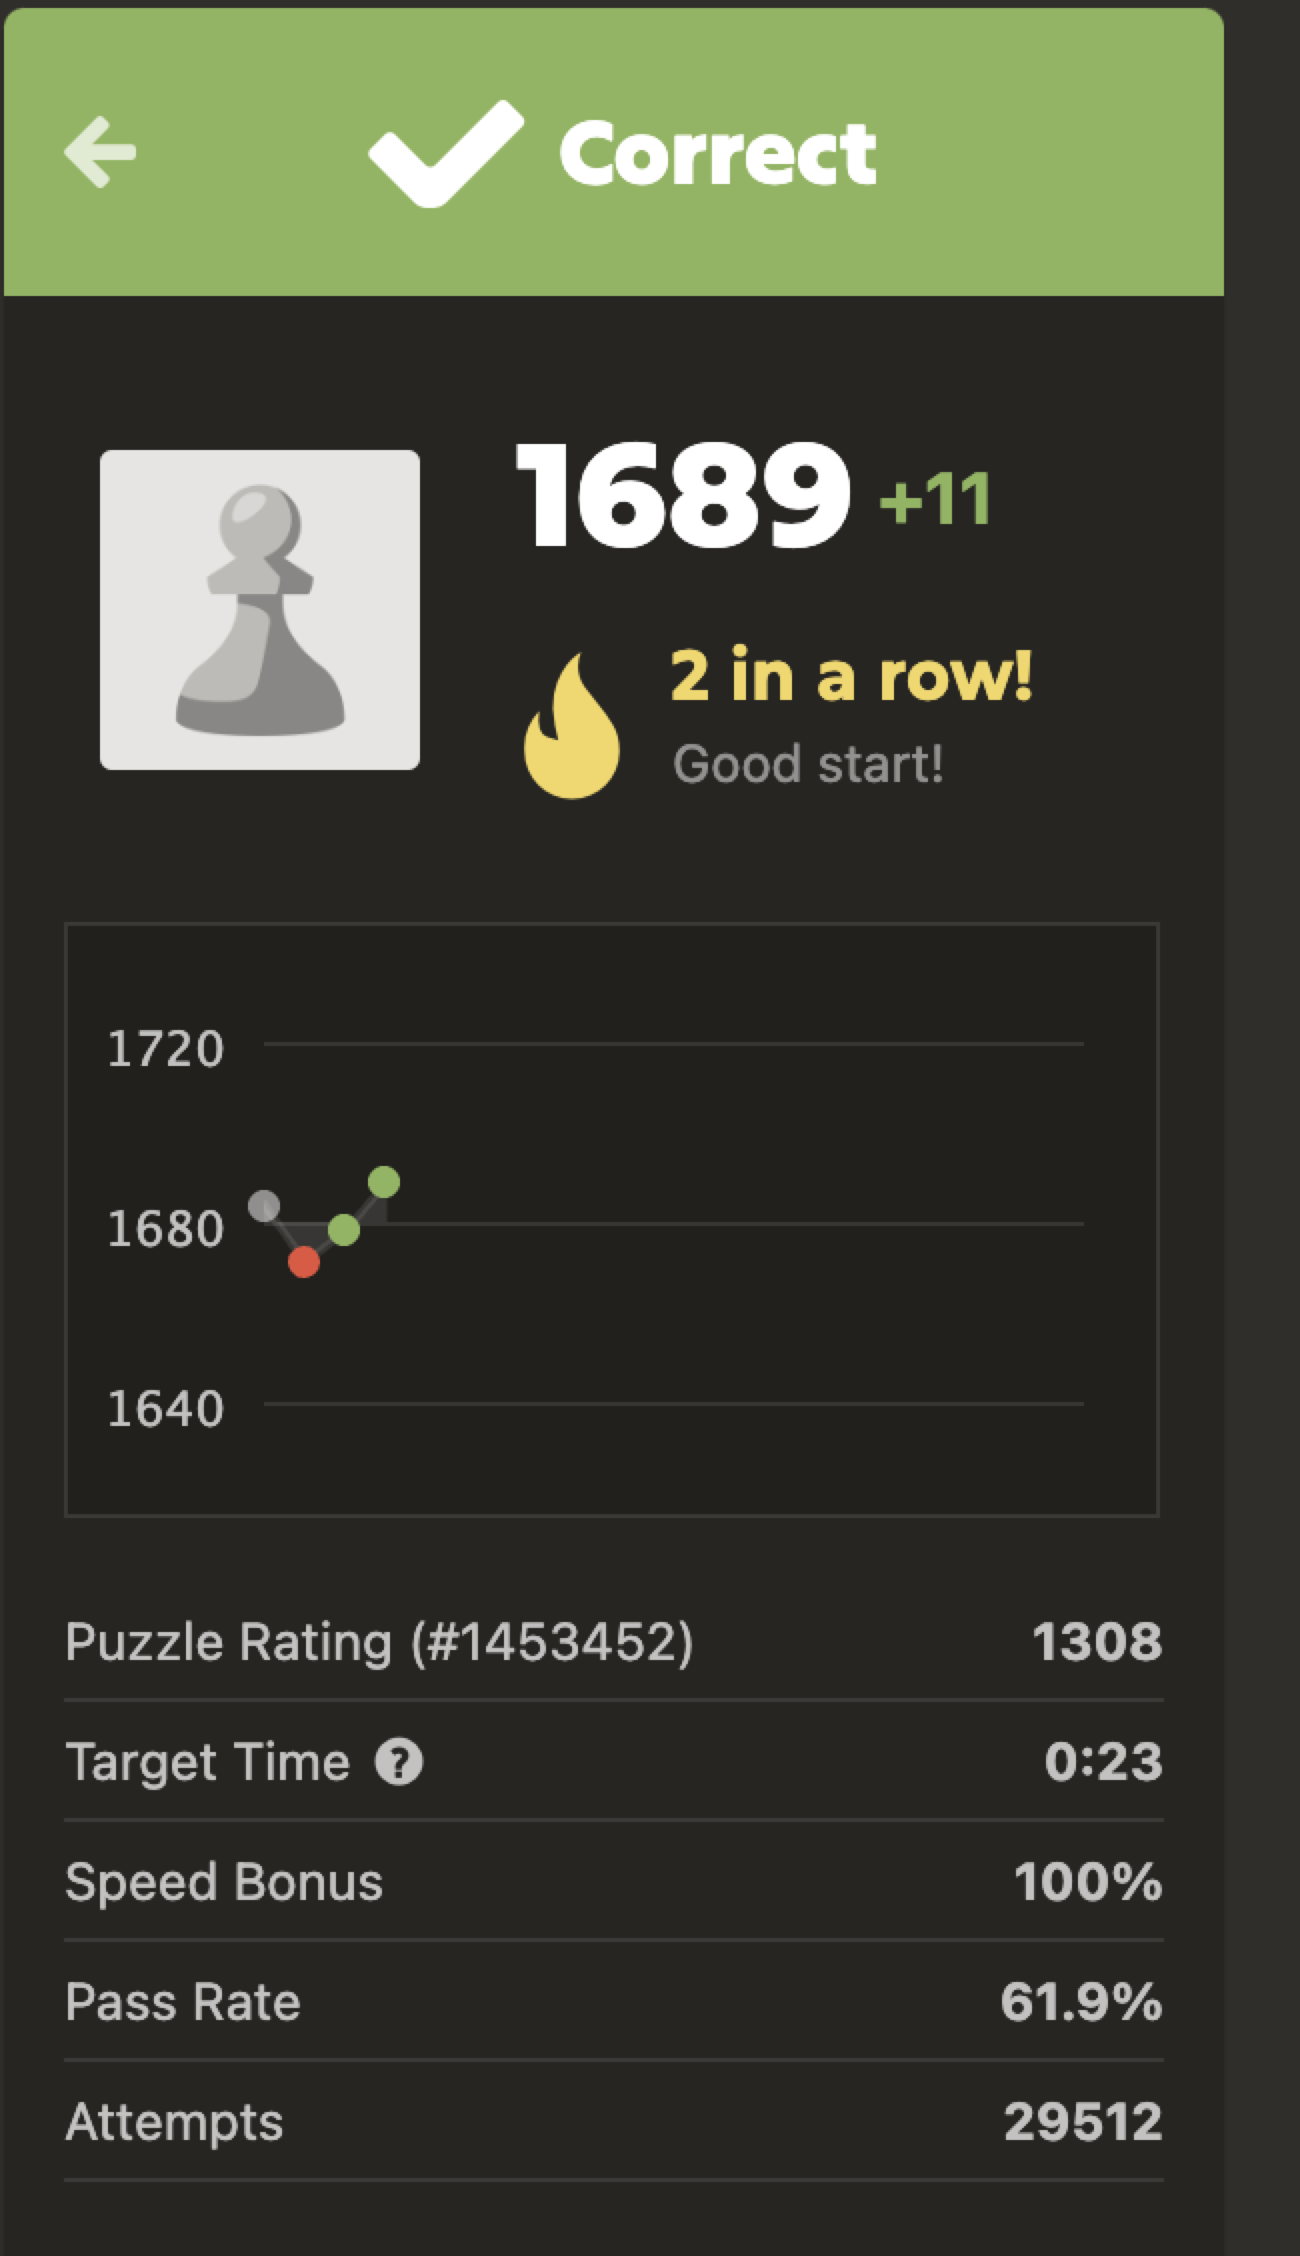 Correct
1689 +11
2 in a row!
Good start!
1720
1680
1640
Puzzle Rating (#1453452) 1308
Target Time ? 0:23
Speed Bonus 100%
Pass Rate 61.9%
Attempts 29512